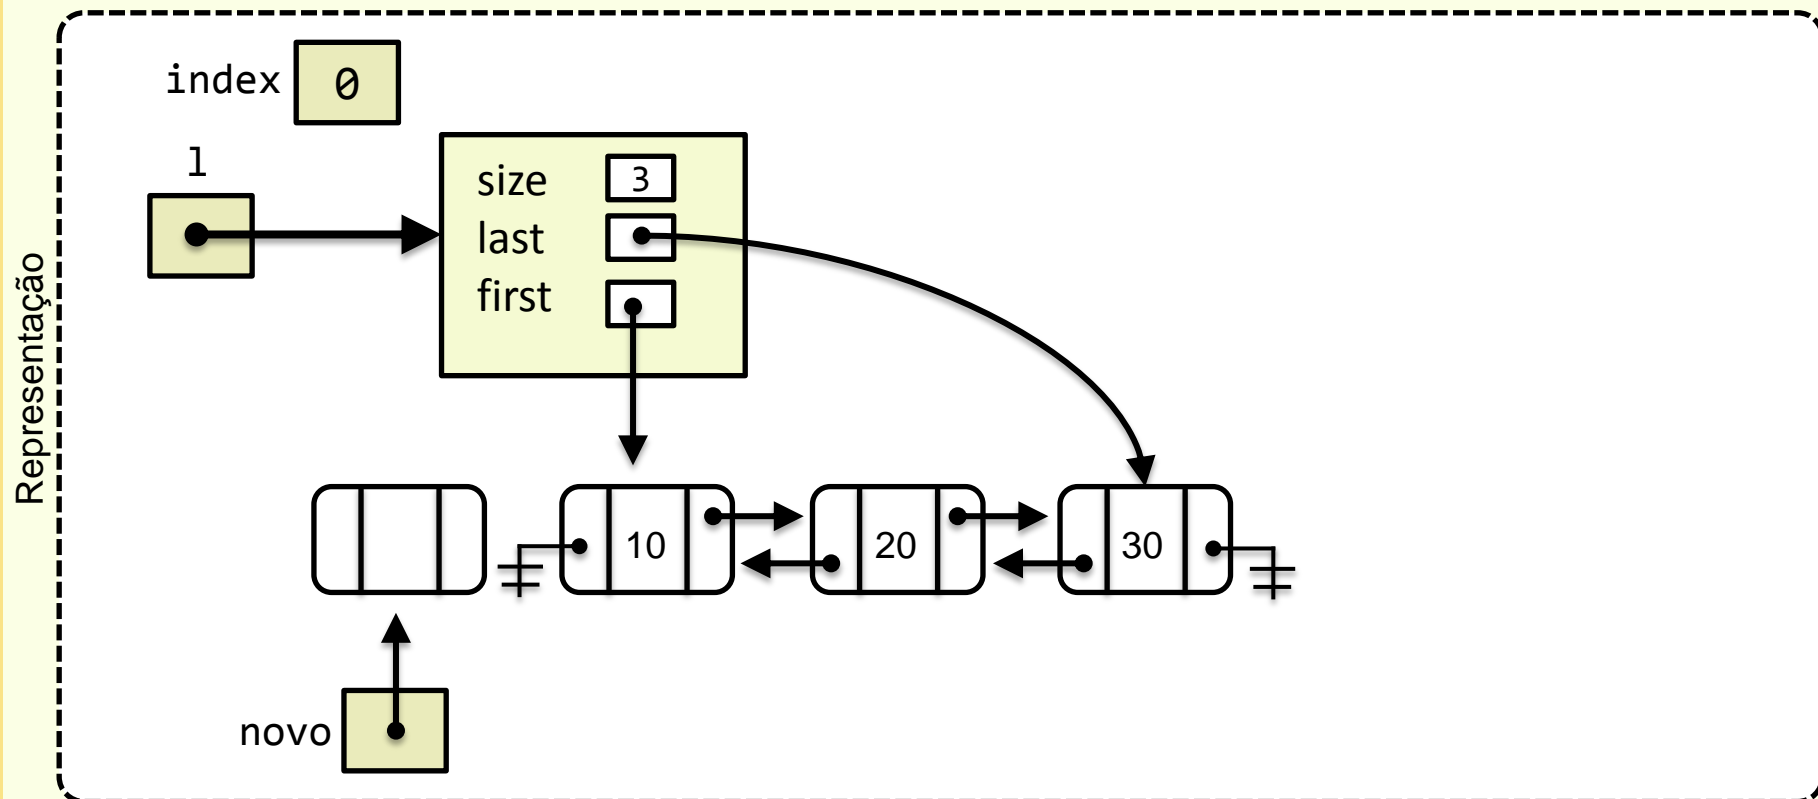 Representação
index 0
l
size 3
last
first
10 20 30
novo